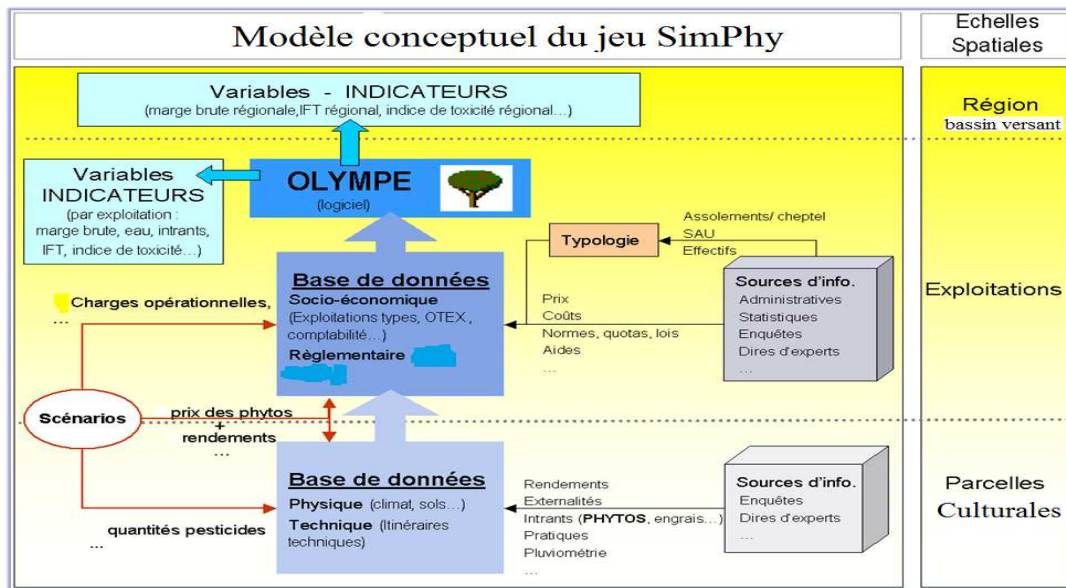 Modèle conceptuel du jeu SimPhy
Echelles
Spatiales
Variables - INDICATEURS
(marge brute régionale,IFT régional, indice de toxicité régional...)
Région
bassin versant
Variables
INDICATEURS
(par exploitation :
marge brute, eau, intrants,
IFT, indice de toxicité...)
OLYMPE
(logiciel)
Typologie
Assolements/ cheptel
SAU
Effectifs
Base de données
Socio-économique
(Exploitations types, OTEX ,
comptabilité...)
Règlementaire
Prix
Coûts
Normes, quotas, lois
Aides
...
Sources d'info.
Administratives
Statistiques
Enquêtes
Dires d'experts
...
Exploitations
Charges opérationnelles,
...
Scénarios
prix des phytos
+
rendements
...
quantités pesticides
...
Base de données
Physique (climat, sols...)
Technique (Itinéraires
techniques)
Rendements
Externalités
Intrants (PHYTOS, engrais...)
Pratiques
Pluviométrie
...
Sources d'info.
Enquêtes
Dires d'experts
...
Parcelles
Culturales